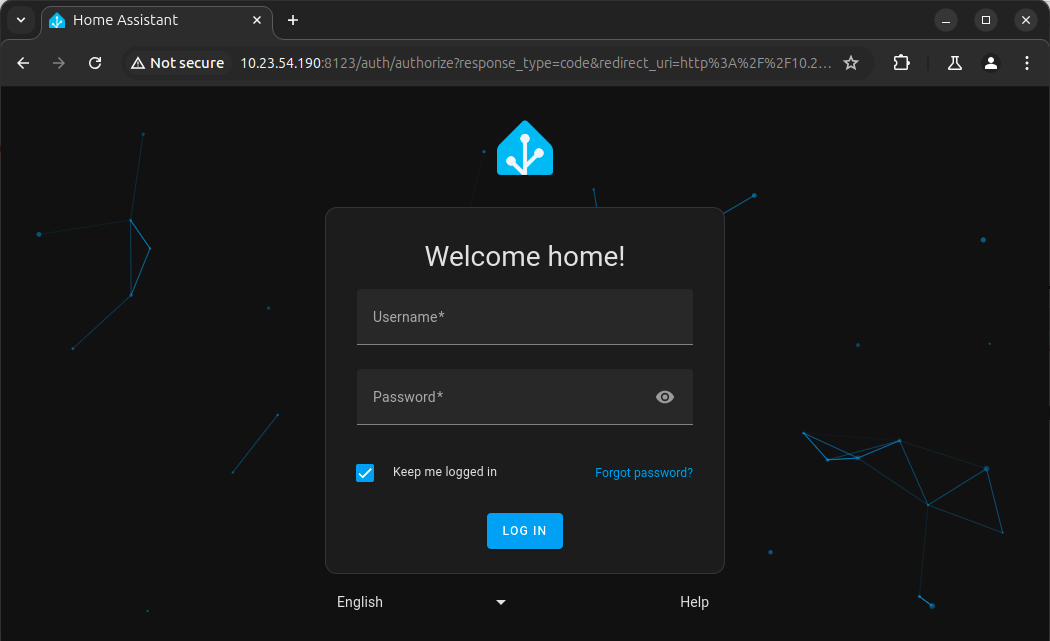 Home Assistant
Not secure 10.23.54.190:8123/auth/authorize?response_type=code&redirect_uri=http%3A%2F%2F10.2...
Welcome home!
Username*
Password*
Keep me logged in Forgot password?
LOG IN
English Help